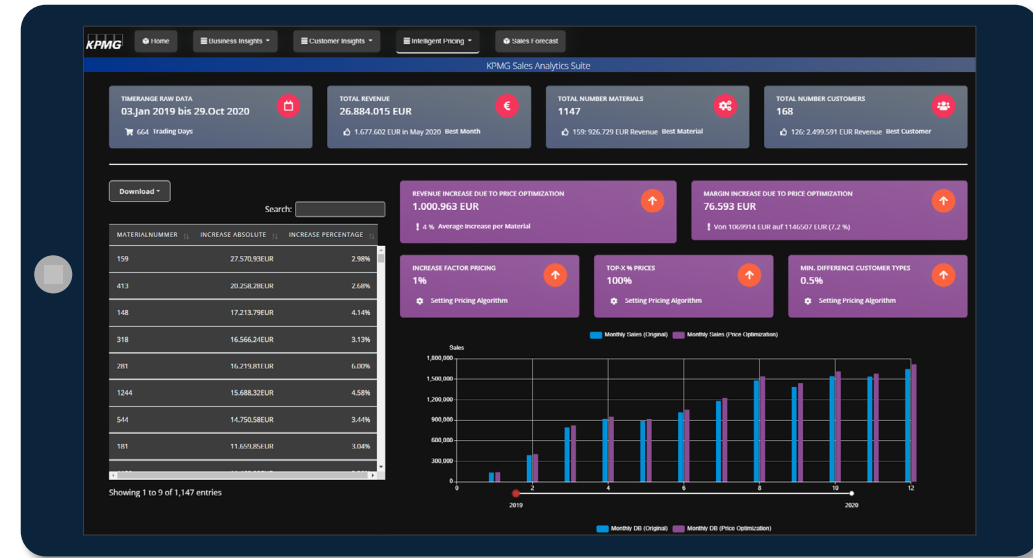 KPMG Home Business Insights Customer Insights Intelligent Pricing Sales Forecast
KPMG Sales Analytics Suite
TIMERANGE RAW DATA
03.Jan 2019 bis 29.Oct 2020
664 Trading Days
TOTAL REVENUE
26.884.015 EUR
€
1.677.602 EUR in May 2020 Best Month
TOTAL NUMBER MATERIALS
1147
159: 926.729 EUR Revenue Best Material
TOTAL NUMBER CUSTOMERS
168
126: 2.499.591 EUR Revenue Best Customer
Download
Search:
MATERIALNUMMER INCREASE ABSOLUTE INCREASE PERCENTAGE
159 27.570,93EUR 2.98%
413 20.258,28EUR 2.68%
148 17.213,79EUR 4.14%
318 16.566,24EUR 3.13%
281 16.219,81EUR 6.00%
1244 15.688,32EUR 4.58%
544 14.750,58EUR 3.44%
181 11.659,85EUR 3.04%
Showing 1 to 9 of 1,147 entries
REVENUE INCREASE DUE TO PRICE OPTIMIZATION
1.000.963 EUR
4 % Average Increase per Material
MARGIN INCREASE DUE TO PRICE OPTIMIZATION
76.593 EUR
Von 1069914 EUR auf 1146507 EUR (7,2 %)
INCREASE FACTOR PRICING
1%
Setting Pricing Algorithm
TOP-X % PRICES
100%
Setting Pricing Algorithm
MIN. DIFFERENCE CUSTOMER TYPES
0.5%
Setting Pricing Algorithm
Monthly Sales (Original) Monthly Sales (Price Optimization)
Sales
1,800,000
1,500,000
1,200,000
900,000
600,000
300,000
0
0 2 4 6 8 10 12
2019 2020
Monthly DB (Original) Monthly DB (Price Optimization)